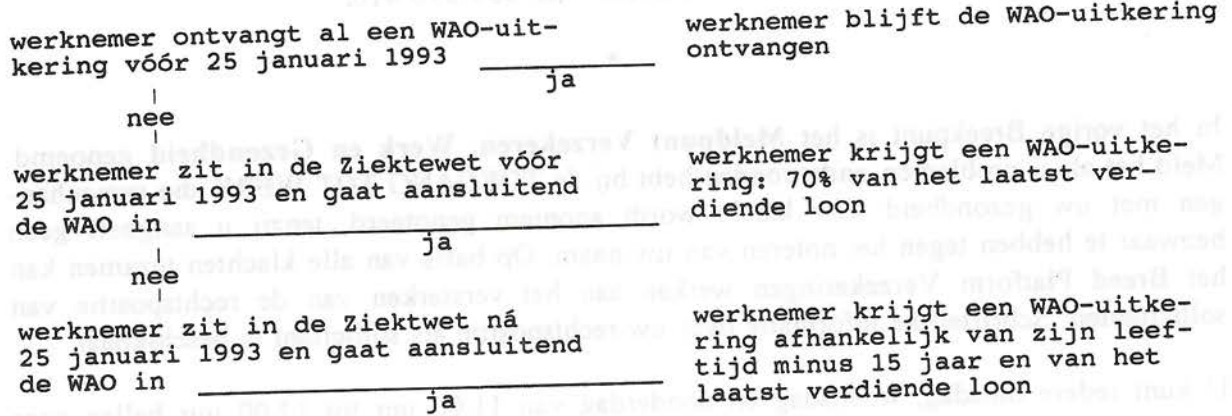 werknemer ontvangt al een WAO-uit-
kering vóór 25 januari 1993
ja
werknemer blijft de WAO-uitkering
ontvangen
nee
werknemer zit in de Ziektewet vóór
25 januari 1993 en gaat aansluitend
de WAO in
ja
werknemer krijgt een WAO-uitke-
ring: 70% van het laatst ver-
diende loon
nee
werknemer zit in de Ziektwet ná
25 januari 1993 en gaat aansluitend
de WAO in
ja
werknemer krijgt een WAO-uitke-
ring afhankelijk van zijn leef-
tijd minus 15 jaar en van het
laatst verdiende loon